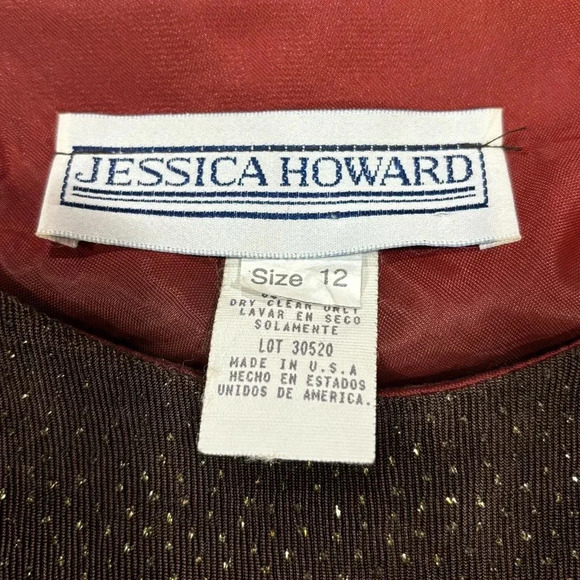 JESSICA HOWARD
Size 12
DRY CLEAN ONLY
LAVAR EN SECO
SOLAMENTE
LOT 30520
MADE IN U.S.A
HECHO EN ESTADOS
UNIDOS DE AMERICA.